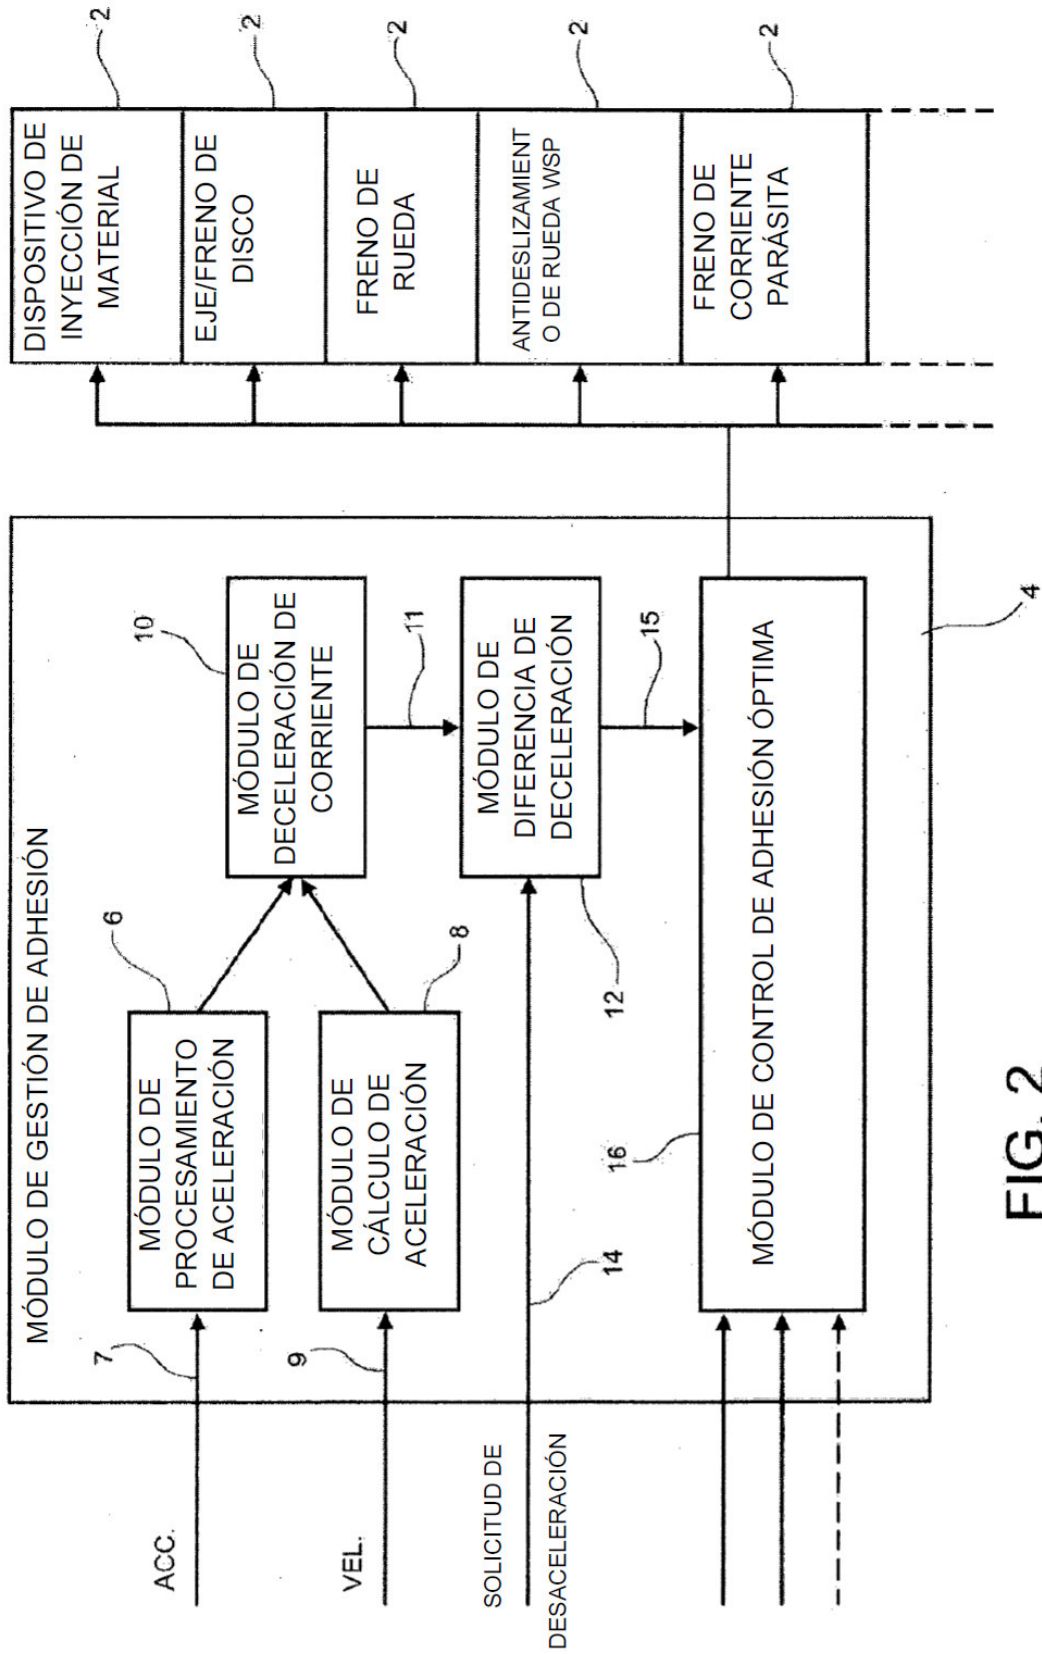 MÓDULO DE GESTIÓN DE ADHESIÓN
ACC.
7
MÓDULO DE
PROCESAMIENTO
DE ACELERACIÓN
6
VEL.
9
MÓDULO DE
CÁLCULO DE
ACELERACIÓN
8
10
MÓDULO DE
DECELERACIÓN DE
CORRIENTE
11
SOLICITUD DE
DESACELERACIÓN
14
12
MÓDULO DE
DIFERENCIA DE
DECELERACIÓN
15
16
MÓDULO DE CONTROL DE ADHESIÓN ÓPTIMA
4
DISPOSITIVO DE
INYECCIÓN DE
MATERIAL
2
EJE/FRENO DE
DISCO
2
FRENO DE
RUEDA
2
ANTIDESLIZAMIENT
O DE RUEDA WSP
2
FRENO DE
CORRIENTE
PARÁSITA
2
FIG. 2